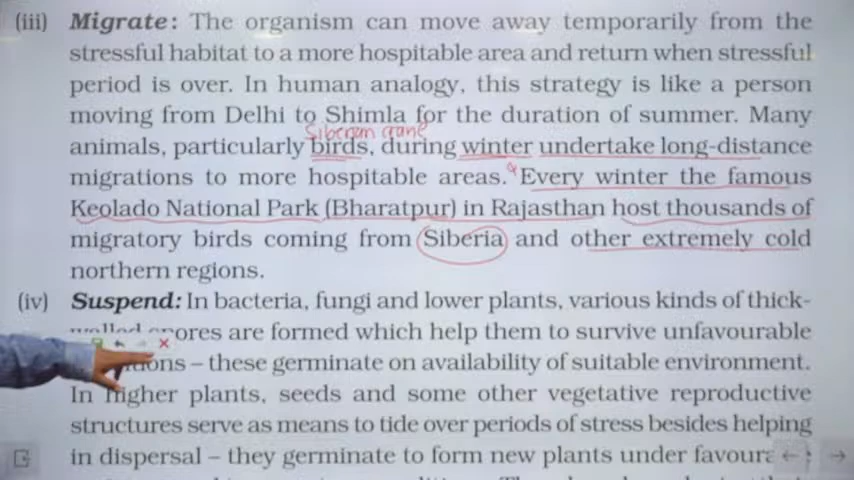 (iii) Migrate: The organism can move away temporarily from the
stressful habitat to a more hospitable area and return when stressful
period is over. In human analogy, this strategy is like a person
moving from Delhi to Shimla for the duration of summer. Many
Siberian crane
animals, particularly birds, during winter undertake long-distance
migrations to more hospitable areas. Every winter the famous
Keolado National Park (Bharatpur) in Rajasthan host thousands of
migratory birds coming from Siberia and other extremely cold
northern regions.
(iv) Suspend: In bacteria, fungi and lower plants, various kinds of thick-
ores are formed which help them to survive unfavourable
ons – these germinate on availability of suitable environment.
In higher plants, seeds and some other vegetative reproductive
structures serve as means to tide over periods of stress besides helping
in dispersal – they germinate to form new plants under favoura